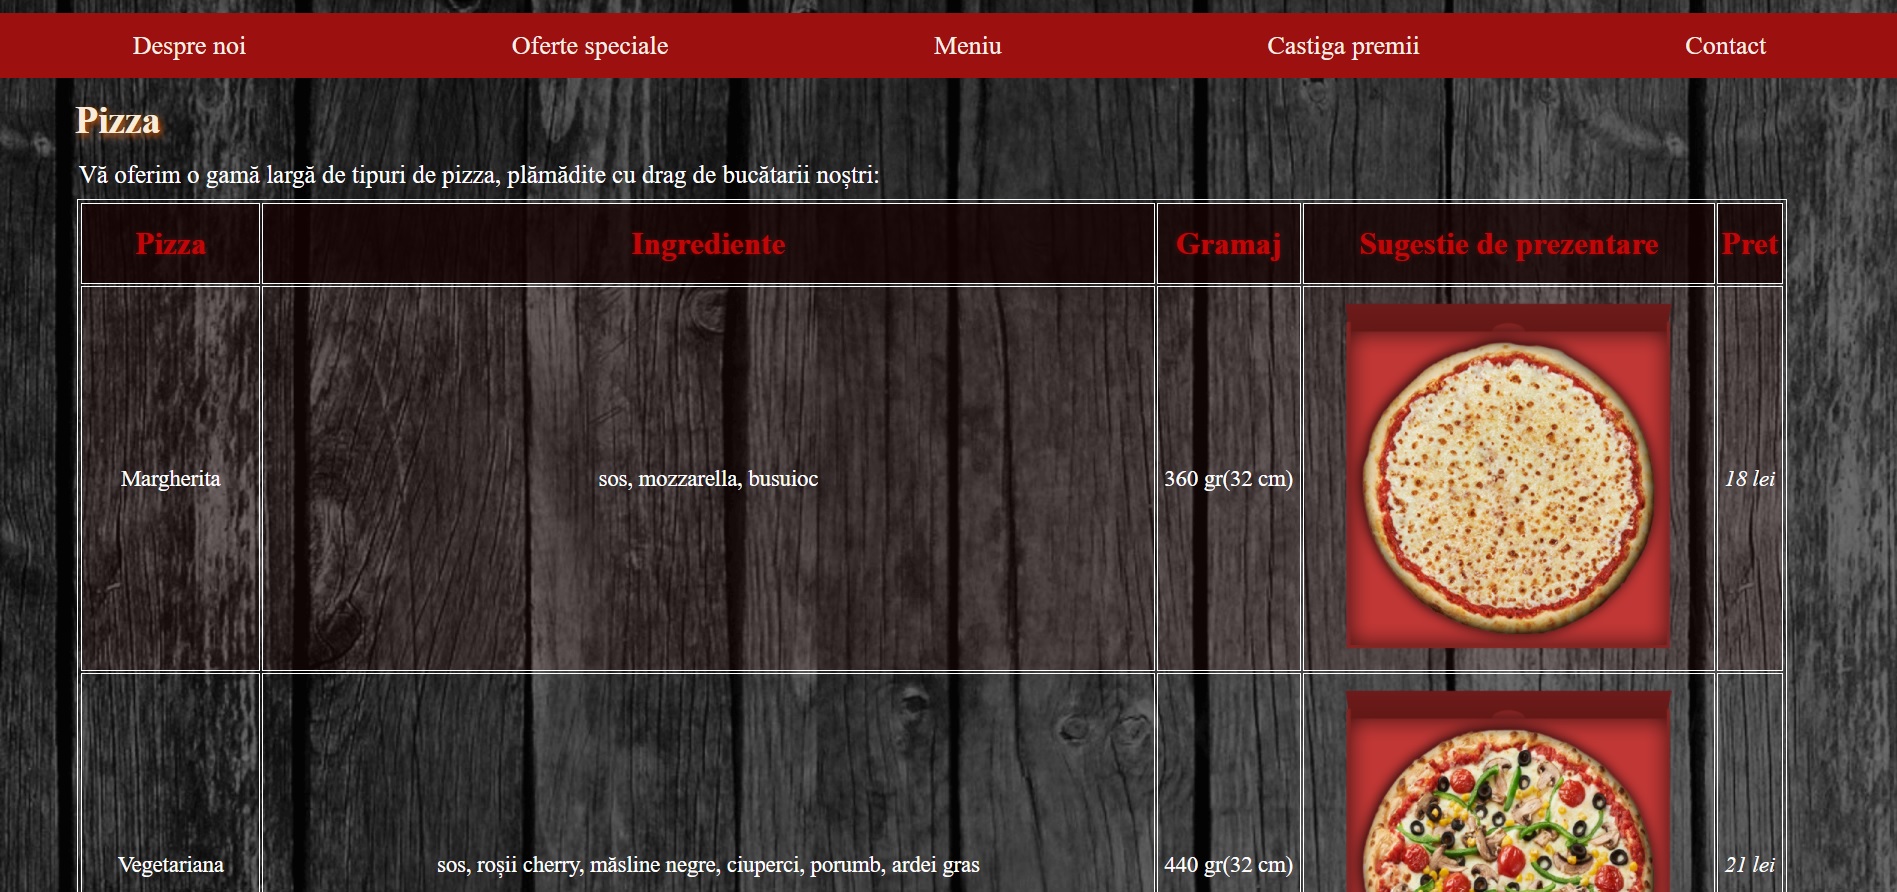 Despre noi Oferte speciale Meniu Castiga premii Contact
Pizza
Vă oferim o gamă largă de tipuri de pizza, plămădite cu drag de bucătarii noștri:
Pizza Ingrediente Gramaj Sugestie de prezentare Pret
Margherita sos, mozzarella, busuioc 360 gr(32 cm) 18 lei
Vegetariana sos, roșii cherry, măsline negre, ciuperci, porumb, ardei gras 440 gr(32 cm) 21 lei